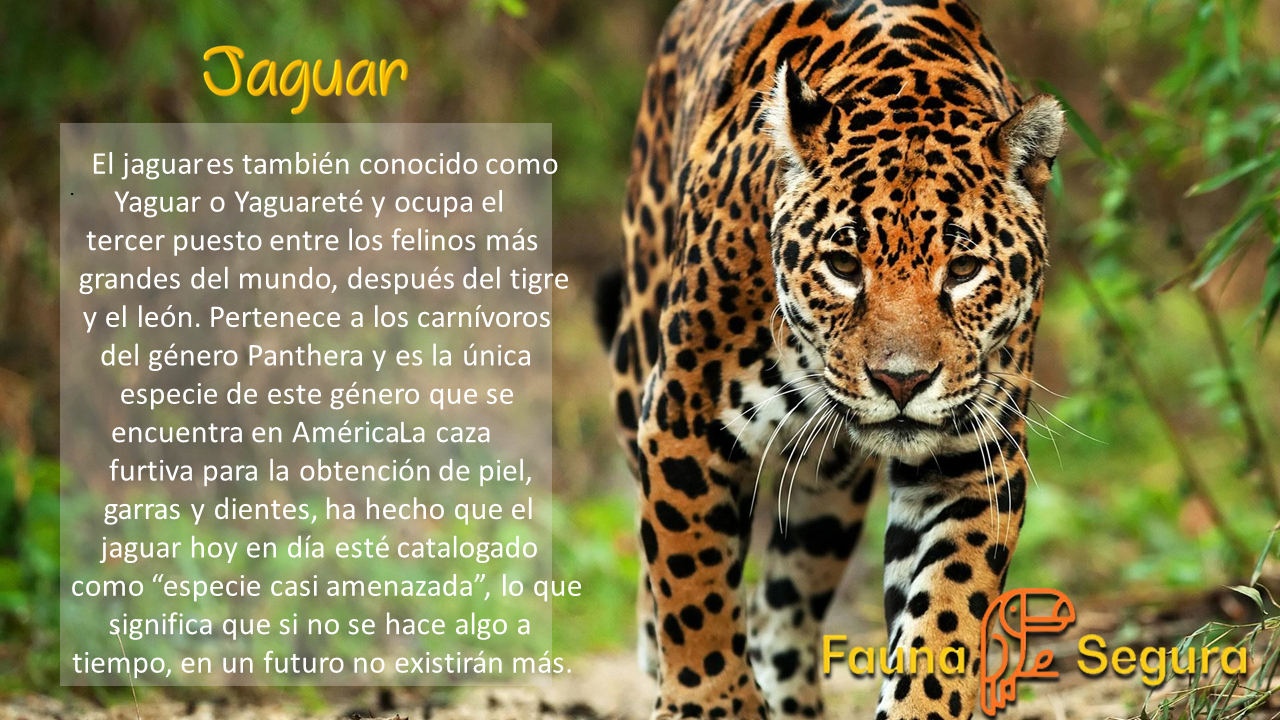 Jaguar
El jaguar es también conocido como
Yaguar o Yaguareté y ocupa el
tercer puesto entre los felinos más
grandes del mundo, después del tigre
y el león. Pertenece a los carnívoros
del género Panthera y es la única
especie de este género que se
encuentra en AméricaLa caza
furtiva para la obtención de piel,
garras y dientes, ha hecho que el
jaguar hoy en día esté catalogado
como “especie casi amenazada”, lo que
significa que si no se hace algo a
tiempo, en un futuro no existirán más.
Fauna Segura